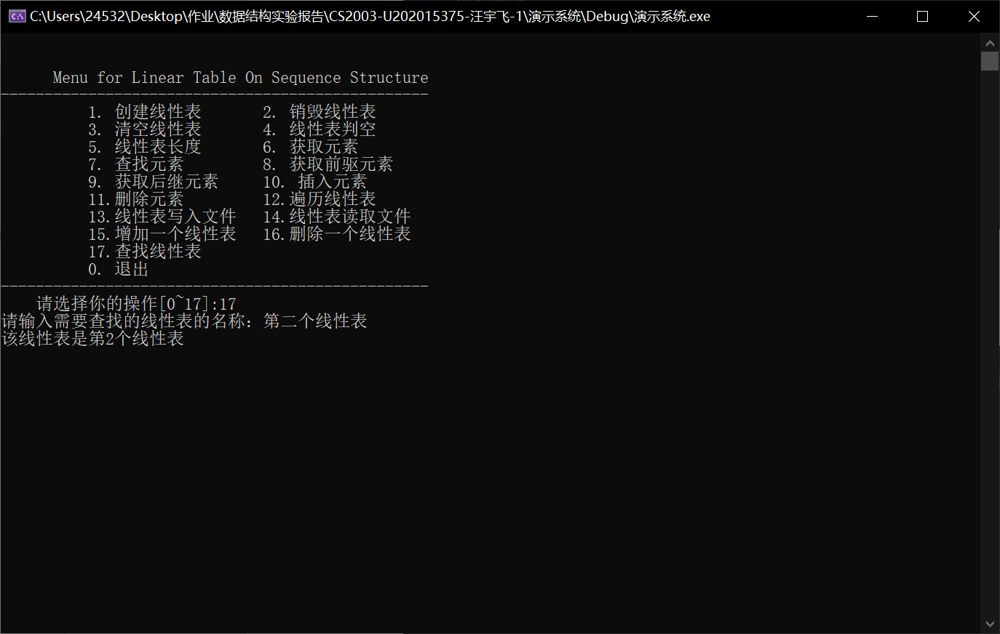 C:\Users\24532\Desktop\作业\数据结构实验报告\CS2003-U202015375-汪宇飞-1\演示系统\Debug\演示系统.exe
Menu for Linear Table On Sequence Structure
-------------------------------------------------
1. 创建线性表 2. 销毁线性表
3. 清空线性表 4. 线性表判空
5. 线性表长度 6. 获取元素
7. 查找元素 8. 获取前驱元素
9. 获取后继元素 10. 插入元素
11.删除元素 12.遍历线性表
13.线性表写入文件 14.线性表读取文件
15.增加一个线性表 16.删除一个线性表
17.查找线性表
0. 退出
-------------------------------------------------
请选择你的操作[0~17]:17
请输入需要查找的线性表的名称：第二个线性表
该线性表是第2个线性表